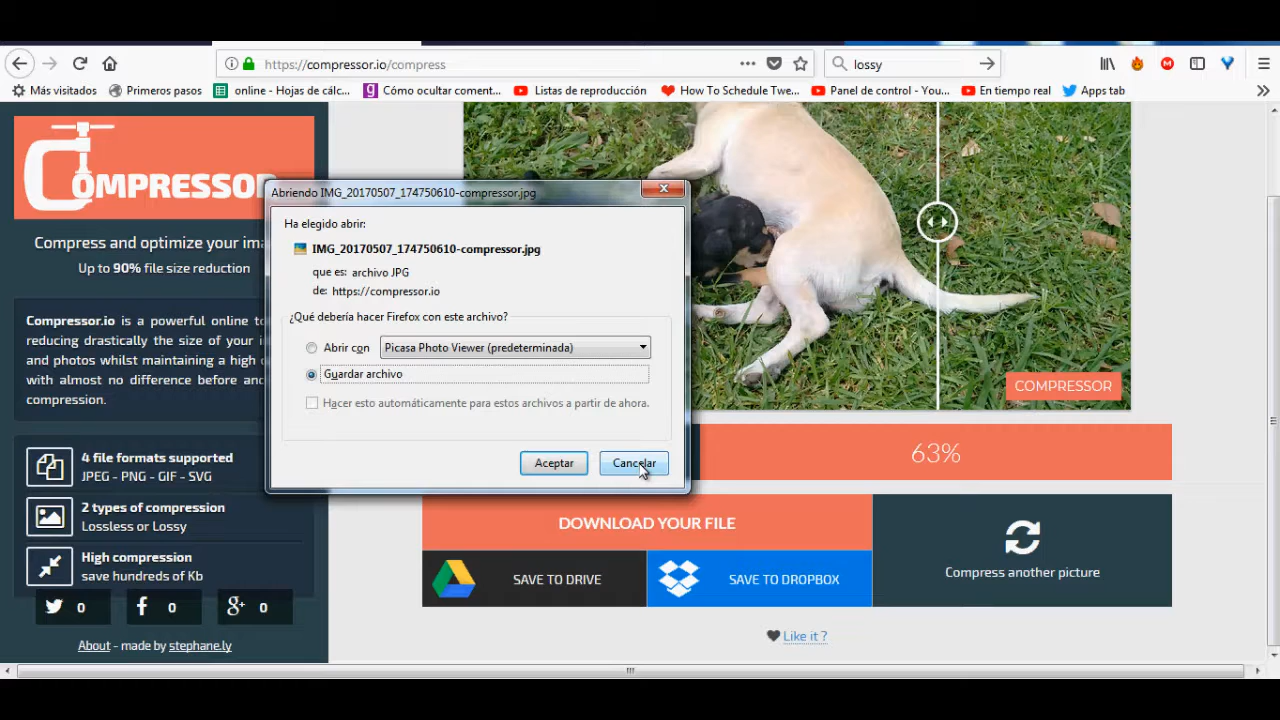 https://compressor.io/compress
lossy
Más visitados
Primeros pasos
online - Hojas de cálc...
Cómo ocultar coment...
Listas de reproducción
How To Schedule Twe...
Panel de control - You...
En tiempo real
Apps tab
COMPRESSOR
Compress and optimize your ima
Up to 90% file size reduction
Compressor.io is a powerful online to
reducing drastically the size of your i
and photos whilst maintaining a high
with almost no difference before and
compression.
4 file formats supported
JPEG - PNG - GIF - SVG
2 types of compression
Lossless or Lossy
High compression
save hundreds of Kb
0
0
0
About - made by stephane.ly
Abriendo IMG_20170507_174750610-compressor.jpg
Ha elegido abrir:
IMG_20170507_174750610-compressor.jpg
que es: archivo JPG
de: https://compressor.io
¿Qué debería hacer Firefox con este archivo?
Abrir con
Picasa Photo Viewer (predeterminada)
Guardar archivo
Hacer esto automáticamente para estos archivos a partir de ahora.
Aceptar
Cancelar
COMPRESSOR
63%
DOWNLOAD YOUR FILE
SAVE TO DRIVE
SAVE TO DROPBOX
Compress another picture
Like it ?